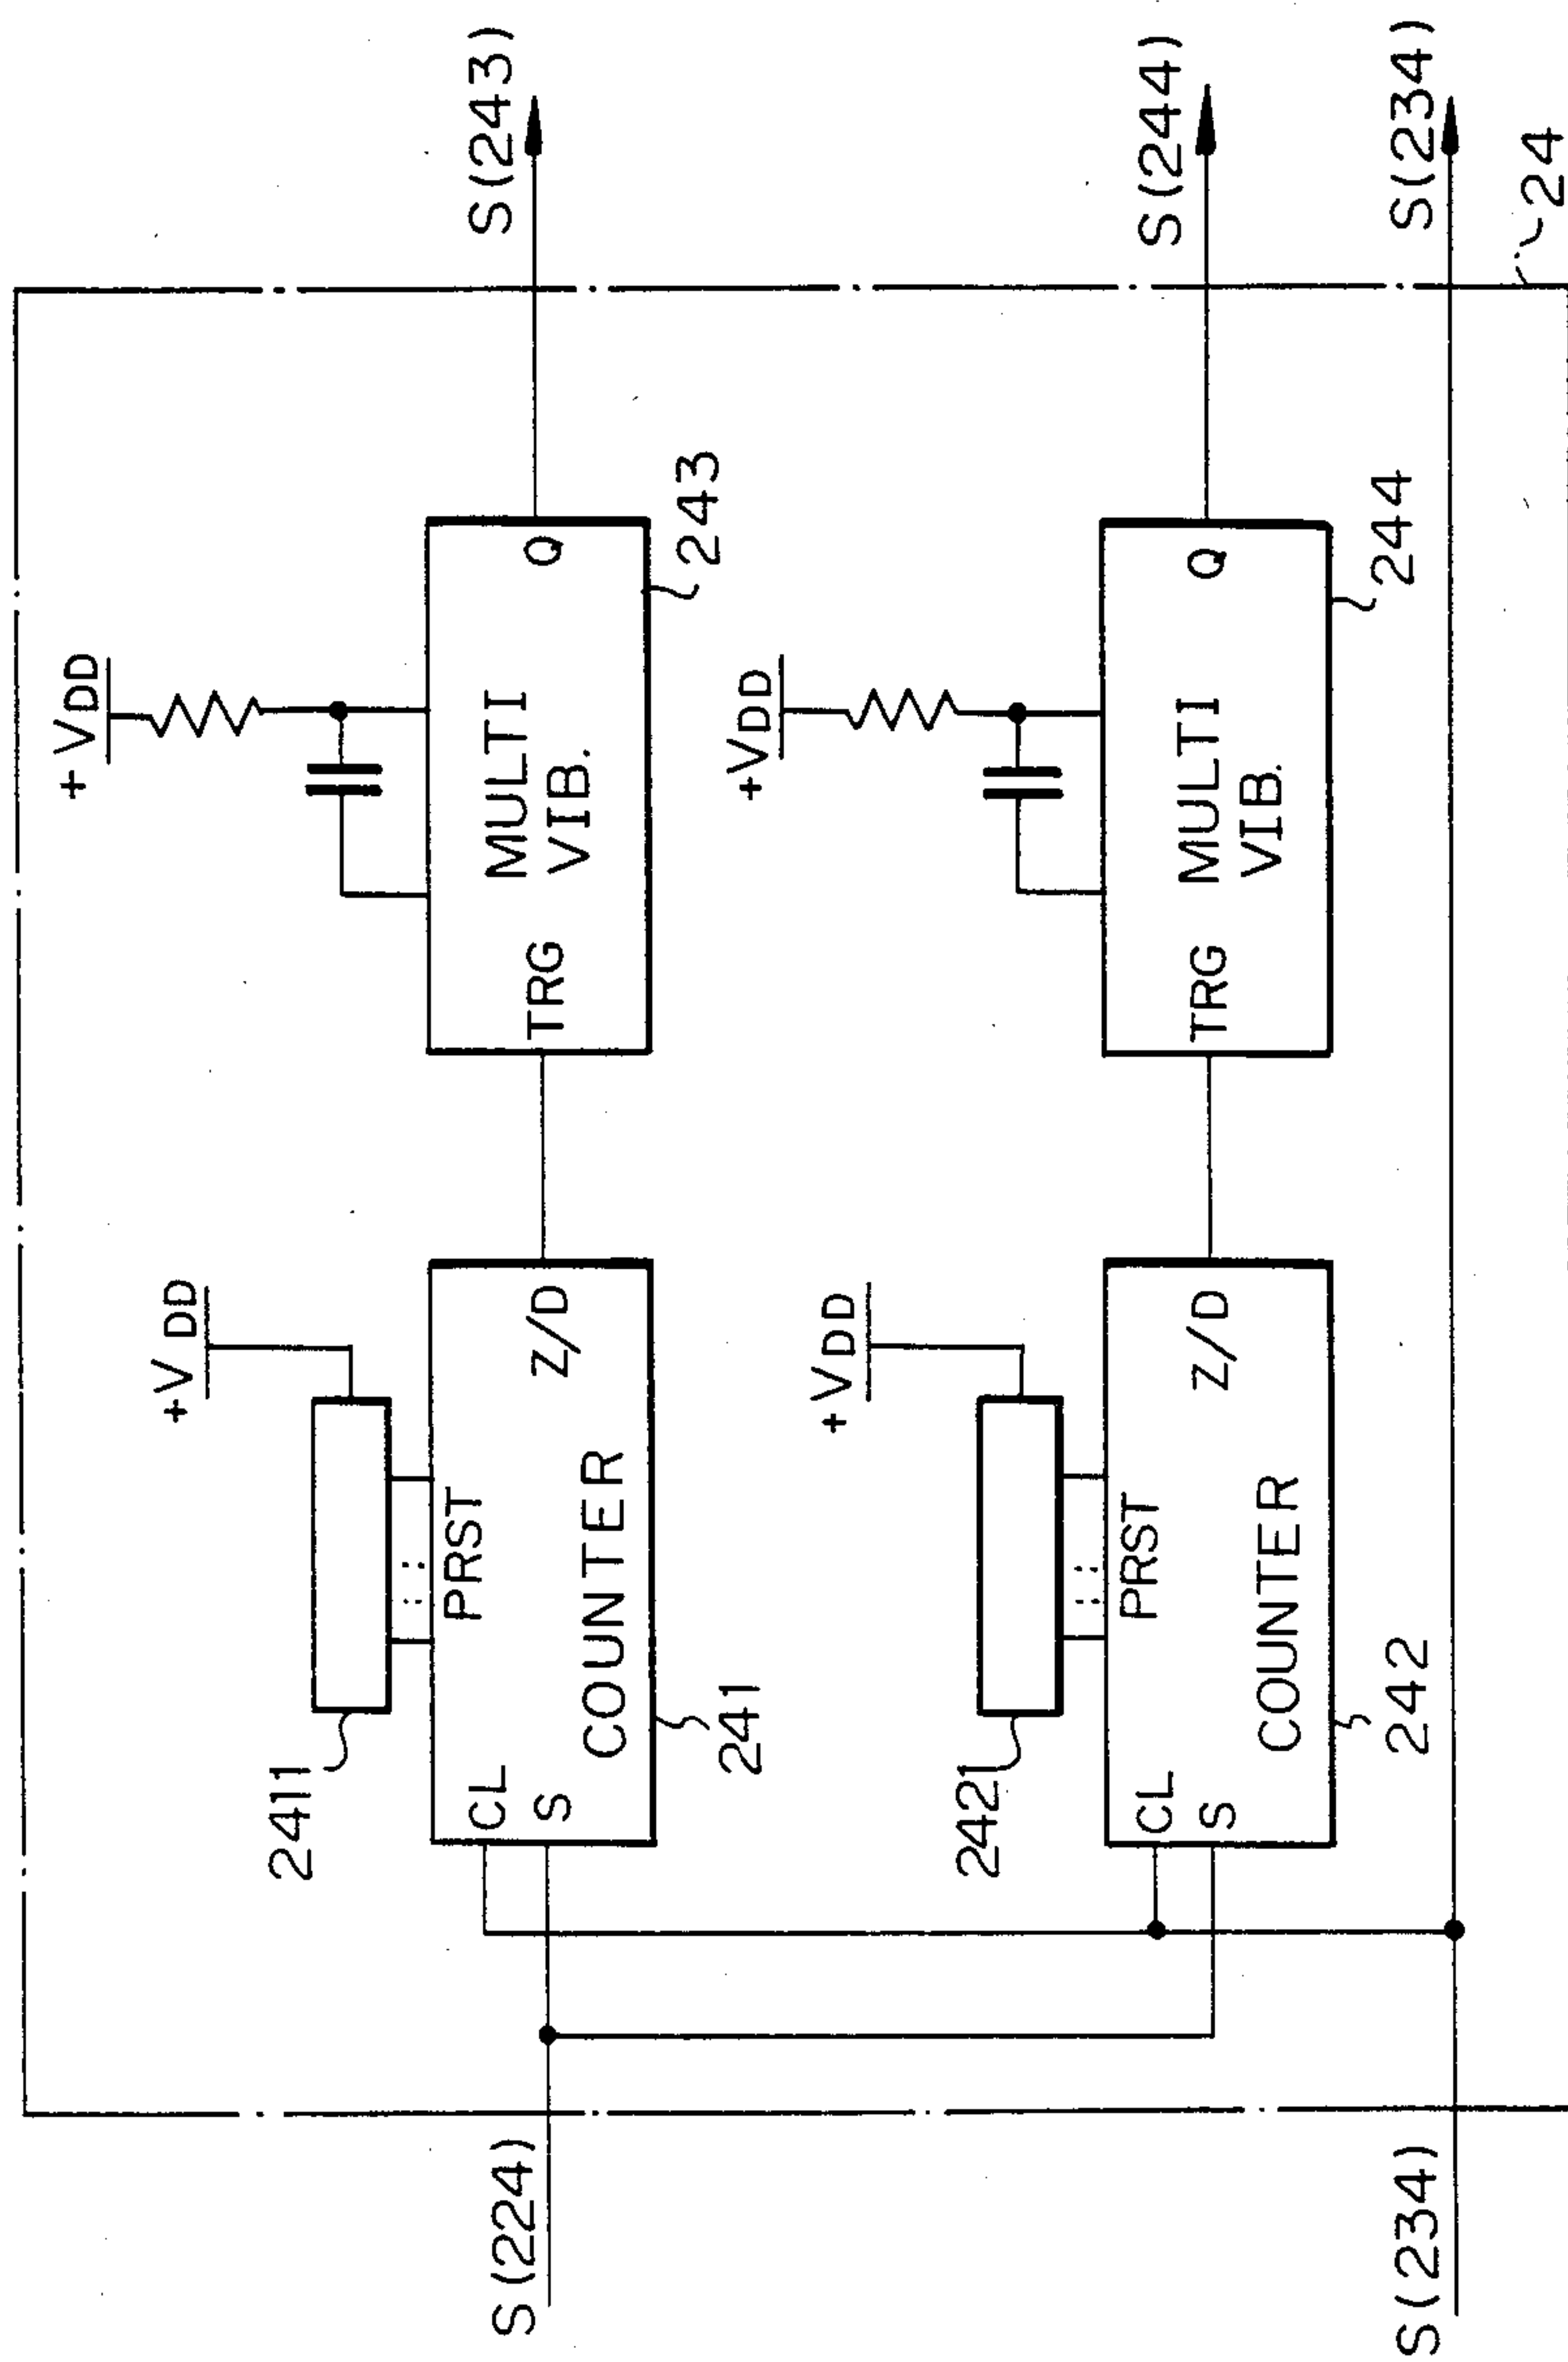 +VDD
+VDD
S(243)
2411
PRST
CL
S
COUNTER
Z/D
241
TRG
MULTI
VIB.
Q
243
S(224)
+VDD
+VDD
S(244)
2421
PRST
CL
S
COUNTER
Z/D
242
TRG
MULTI
VIB.
Q
244
S(234)
S(234)
24